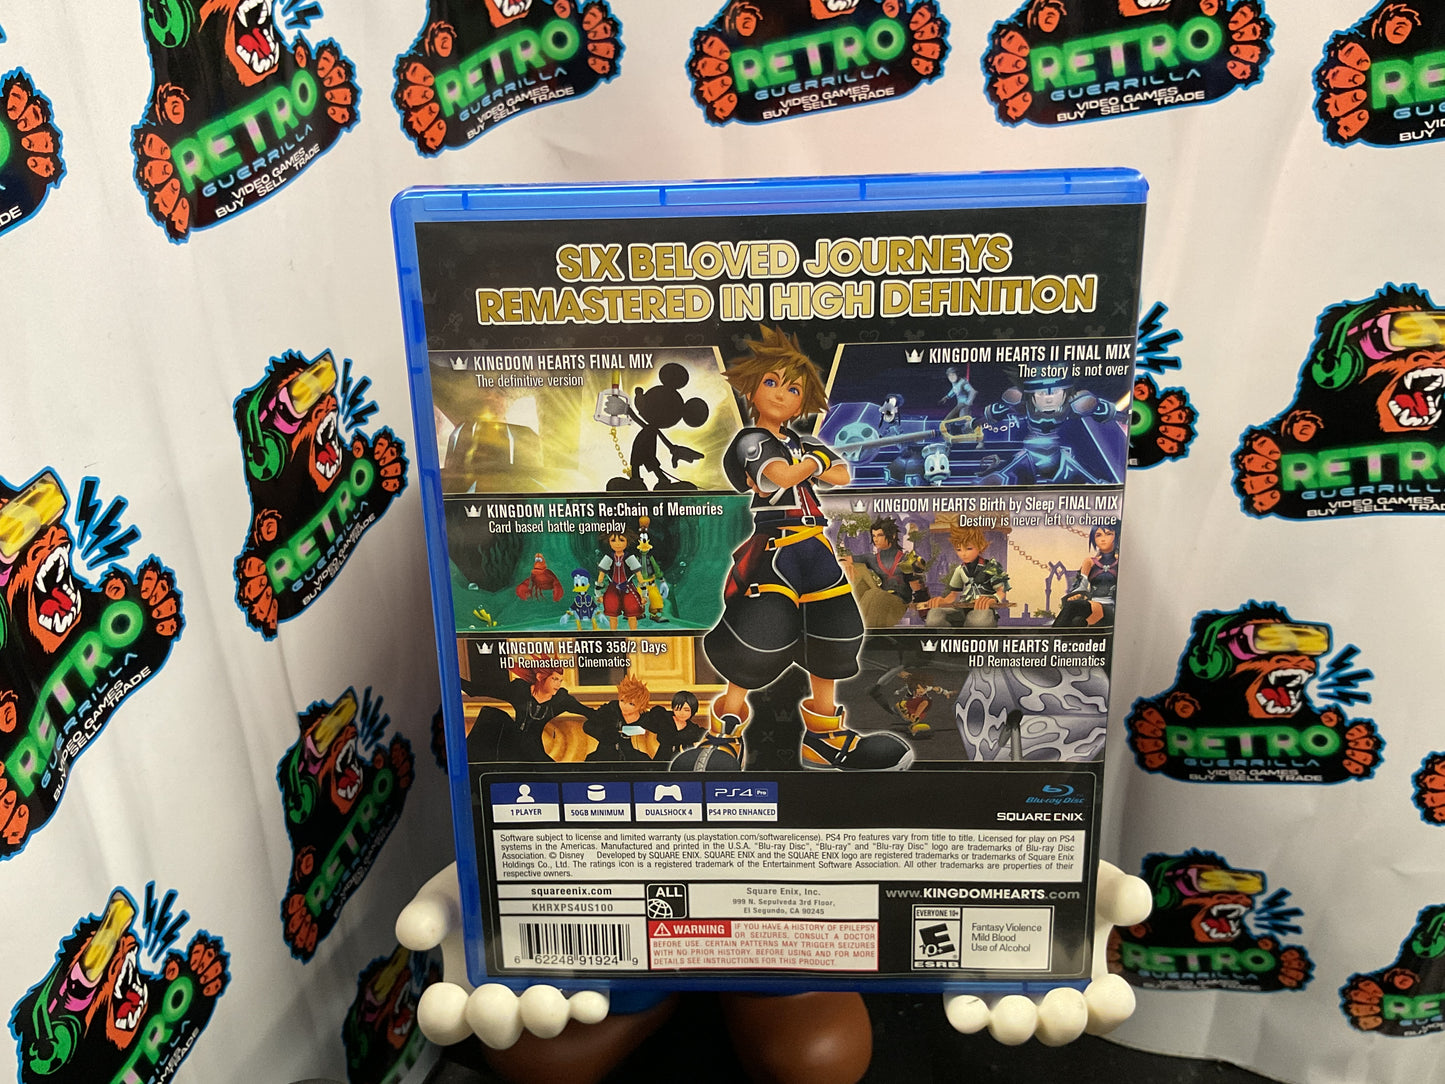 RETRO
GUERRILLA
VIDEO GAMES
BUY SELL TRADE
SIX BELOVED JOURNEYS
REMASTERED IN HIGH DEFINITION
KINGDOM HEARTS FINAL MIX
The definitive version
KINGDOM HEARTS II FINAL MIX
The story is not over
KINGDOM HEARTS Re:Chain of Memories
Card based battle gameplay
KINGDOM HEARTS Birth by Sleep FINAL MIX
Destiny is never left to chance
KINGDOM HEARTS 358/2 Days
HD Remastered Cinematics
KINGDOM HEARTS Re:coded
HD Remastered Cinematics
1 PLAYER
50GB MINIMUM
DUALSHOCK 4
PS4 Pro
PS4 PRO ENHANCED
Blu-ray Disc
SQUARE ENIX
Software subject to license and limited warranty (us.playstation.com/softwarelicense). PS4 Pro features vary from title to title. Licensed for play on PS4
systems in the Americas. Manufactured and printed in the U.S.A. "Blu-ray Disc", "Blu-ray" and "Blu-ray Disc" logo are trademarks of Blu-ray Disc
Association. © Disney Developed by SQUARE ENIX. SQUARE ENIX and the SQUARE ENIX logo are registered trademarks or trademarks of Square Enix
Holdings Co., Ltd. The ratings icon is a registered trademark of the Entertainment Software Association. All other trademarks are properties of their
respective owners.
squareenix.com
KHRXPS4US100
ALL
Square Enix, Inc.
999 N. Sepulveda 3rd Floor,
El Segundo, CA 90245
www.KINGDOMHEARTS.com
WARNING IF YOU HAVE A HISTORY OF EPILEPSY
OR SEIZURES, CONSULT A DOCTOR
BEFORE USE. CERTAIN PATTERNS MAY TRIGGER SEIZURES
WITH NO PRIOR HISTORY. BEFORE USING AND FOR MORE
DETAILS SEE INSTRUCTIONS FOR THIS PRODUCT.
6 62248 91924 9
EVERYONE 10+
E
10+
ESRB
Fantasy Violence
Mild Blood
Use of Alcohol